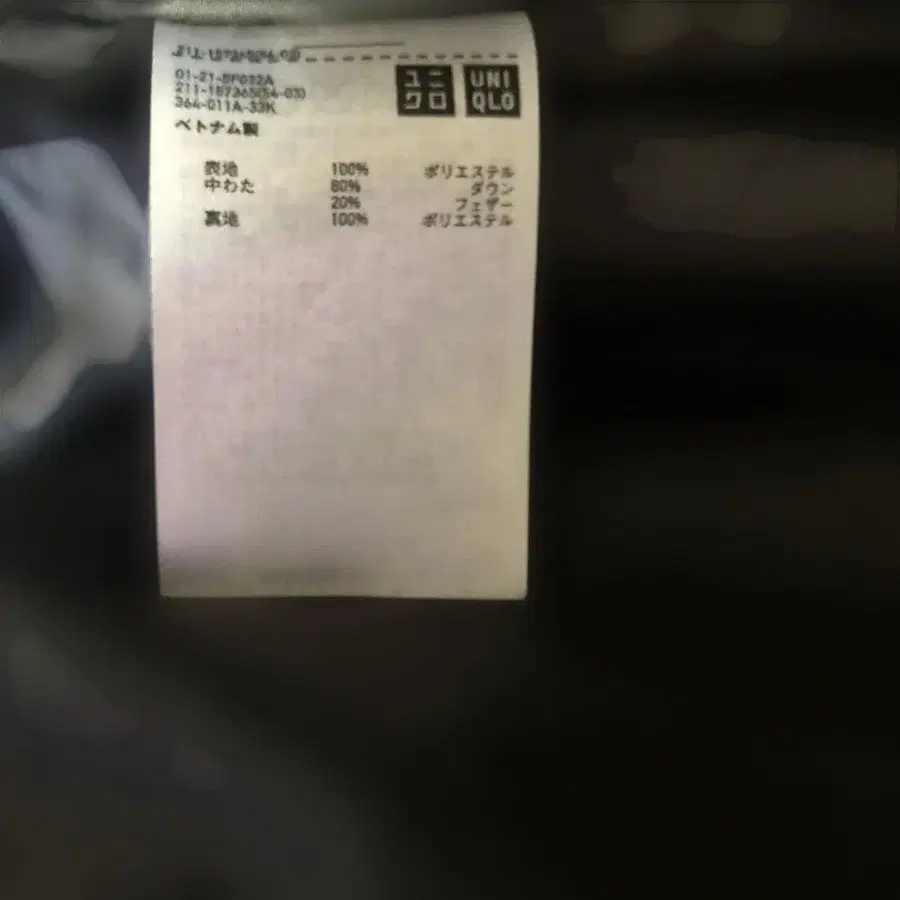 ユニクロ
UNIQLO
01-21-SF032A
211-187365(54-03)
364-011A-33K
ベトナム製
表地 100% ポリエステル
中わた 80% ダウン
20% フェザー
裏地 100% ポリエステル